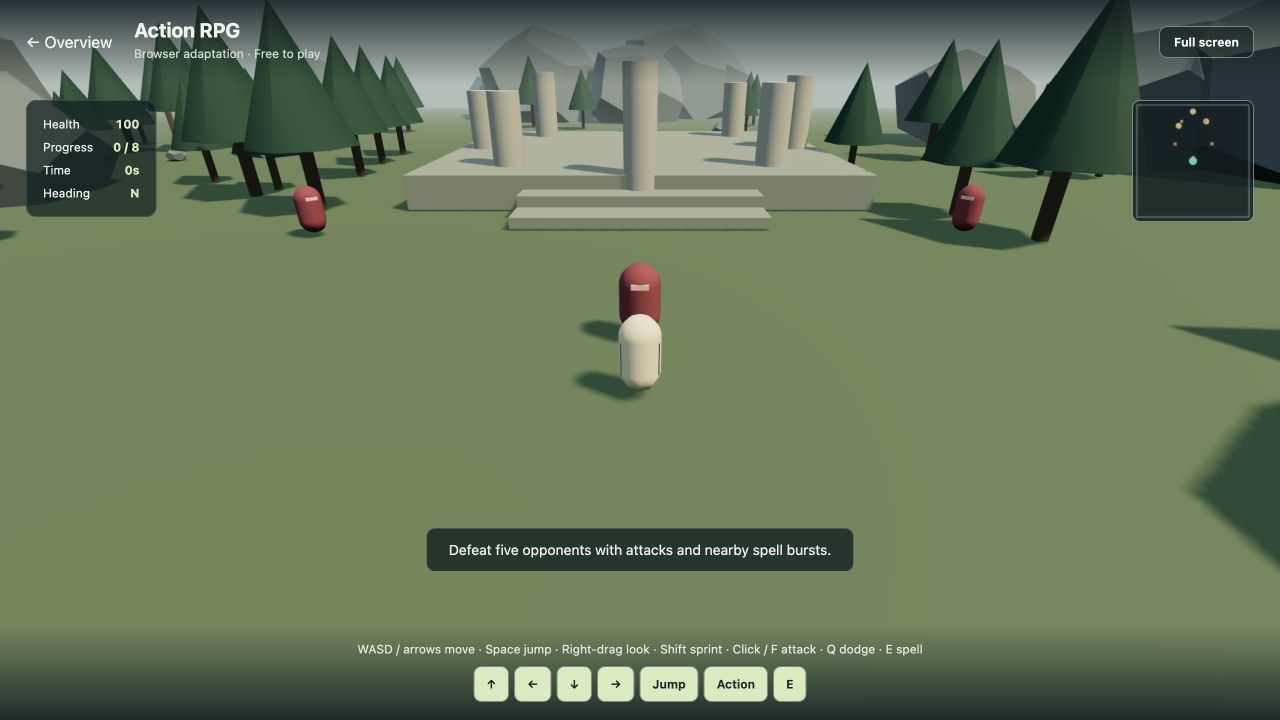 ← Overview
Action RPG
Browser adaptation · Free to play
Full screen
Health 100
Progress 0 / 8
Time 0s
Heading N
Defeat five opponents with attacks and nearby spell bursts.
WASD / arrows move · Space jump · Right-drag look · Shift sprint · Click / F attack · Q dodge · E spell
↑ ← ↓ → Jump Action E